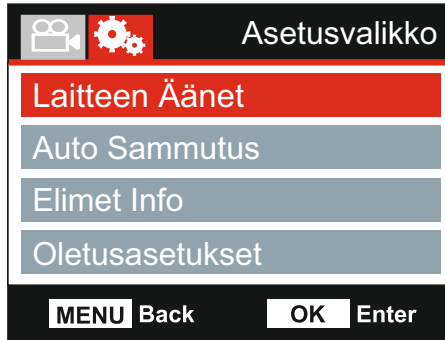 Asetusvalikko
Laitteen Äänet
Auto Sammutus
Elimet Info
Oletusasetukset
MENU Back OK Enter